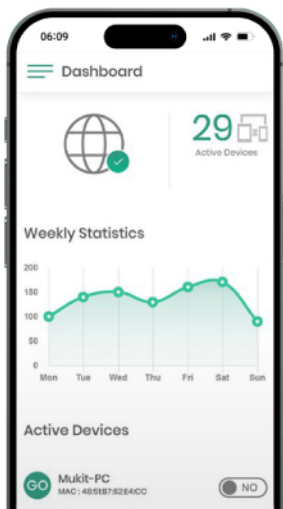 06:09
Dashboard
29
Active Devices
Weekly Statistics
200
150
100
50
0
Mon Tue Wed Thu Fri Sat Sun
Active Devices
GO
Mukit-PC
NO